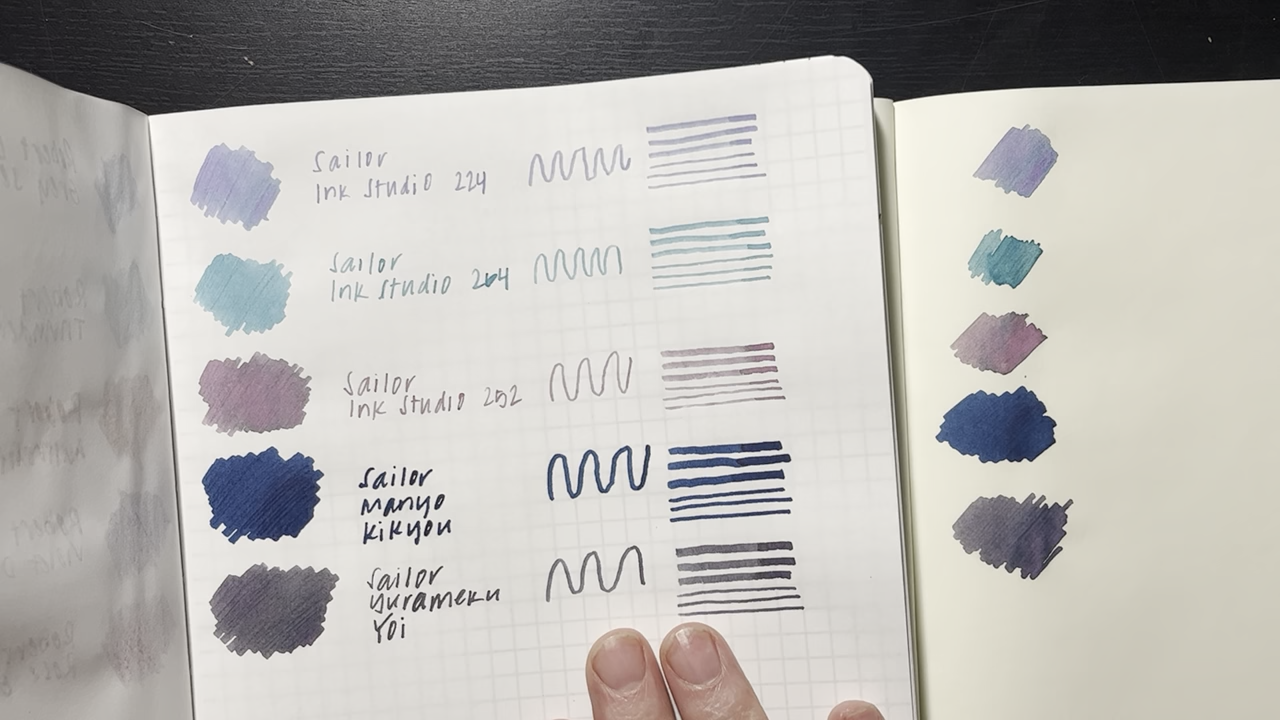 Sailor
Ink Studio 224
Sailor
Ink Studio 264
Sailor
Ink Studio 252
Sailor
Manyo
Kikyou
Sailor
Yurameku
Yoi